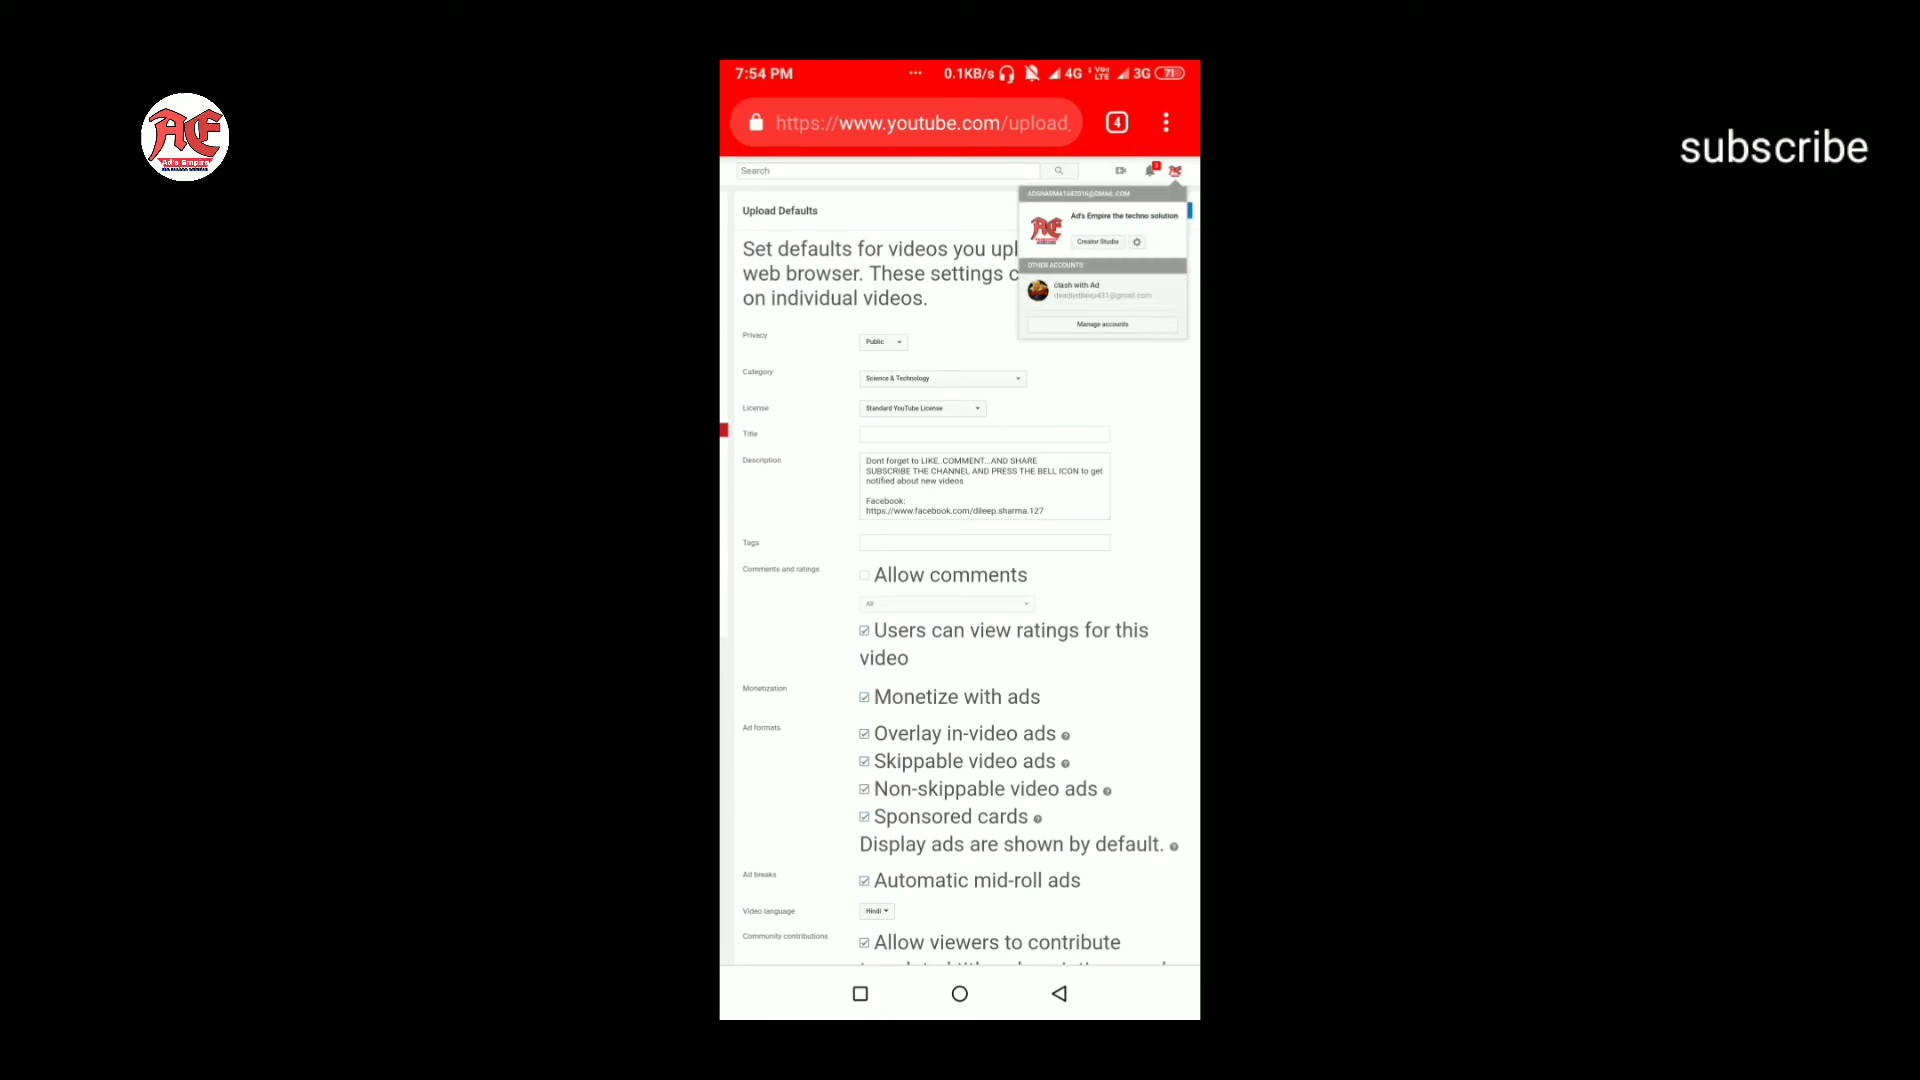 7:54 PM ... 0.1KB/s 4G VoLTE 3G 71
https://www.youtube.com/upload_
4
Search
3
AE
Ad's Empire
subscribe
Upload Defaults
Ad's Empire the techno solution
Creator Studio
Set defaults for videos you upl
web browser. These settings c
on individual videos.
OTHER ACCOUNTS
clash with Ad
Manage accounts
Privacy
Public
Category
Science & Technology
License
Standard YouTube License
Title
Description
Dont forget to LIKE..COMMENT...AND SHARE
SUBSCRIBE THE CHANNEL AND PRESS THE BELL ICON to get
notified about new videos
Facebook:
https://www.facebook.com/dileep.sharma.127
Tags
Comments and ratings
Allow comments
All
Users can view ratings for this
video
Monetization
Monetize with ads
Ad formats
Overlay in-video ads
Skippable video ads
Non-skippable video ads
Sponsored cards
Display ads are shown by default.
Ad breaks
Automatic mid-roll ads
Video language
Hindi
Community contributions
Allow viewers to contribute